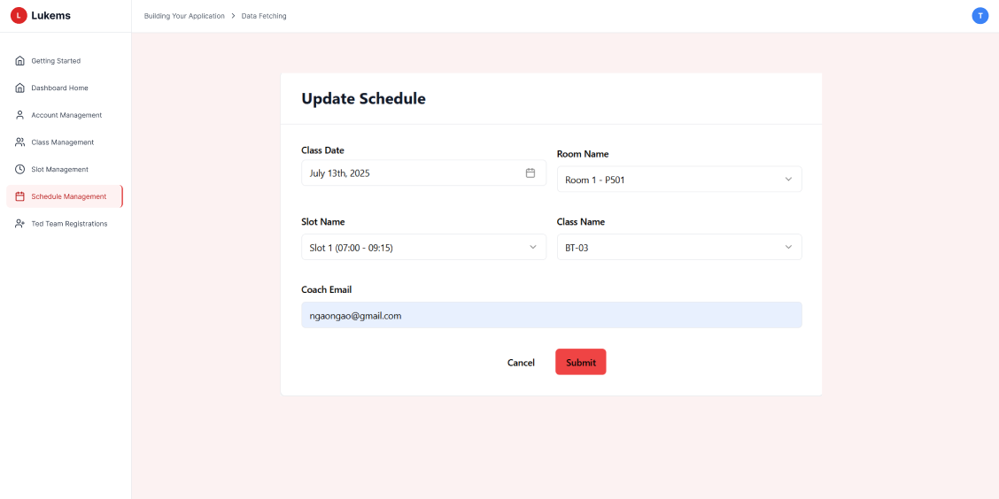 L Lukems
Building Your Application > Data Fetching
T
Getting Started
Dashboard Home
Account Management
Class Management
Slot Management
Schedule Management
Ted Team Registrations
Update Schedule
Class Date
July 13th, 2025
Room Name
Room 1 - P501
Slot Name
Slot 1 (07:00 - 09:15)
Class Name
BT-03
Coach Email
ngaongao@gmail.com
Cancel
Submit